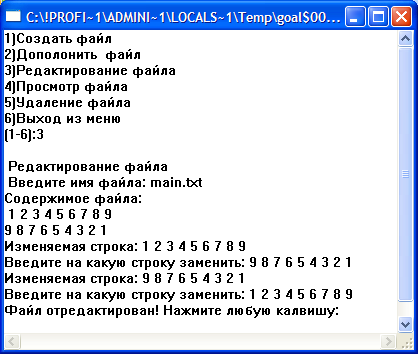 C:\!PROFI~1\ADMINI~1\LOCALS~1\Temp\goal$00...
1)Создать файл
2)Дополонить  файл
3)Редактирование файла
4)Просмотр файла
5)Удаление файла
6)Выход из меню
(1-6):3
Редактирование файла
Введите имя файла: main.txt
Содержимое файла:
1 2 3 4 5 6 7 8 9
9 8 7 6 5 4 3 2 1
Изменяемая строка: 1 2 3 4 5 6 7 8 9
Введите на какую строку заменить: 9 8 7 6 5 4 3 2 1
Изменяемая строка: 9 8 7 6 5 4 3 2 1
Введите на какую строку заменить: 1 2 3 4 5 6 7 8 9
Файл отредактирован! Нажмите любую калвишу: